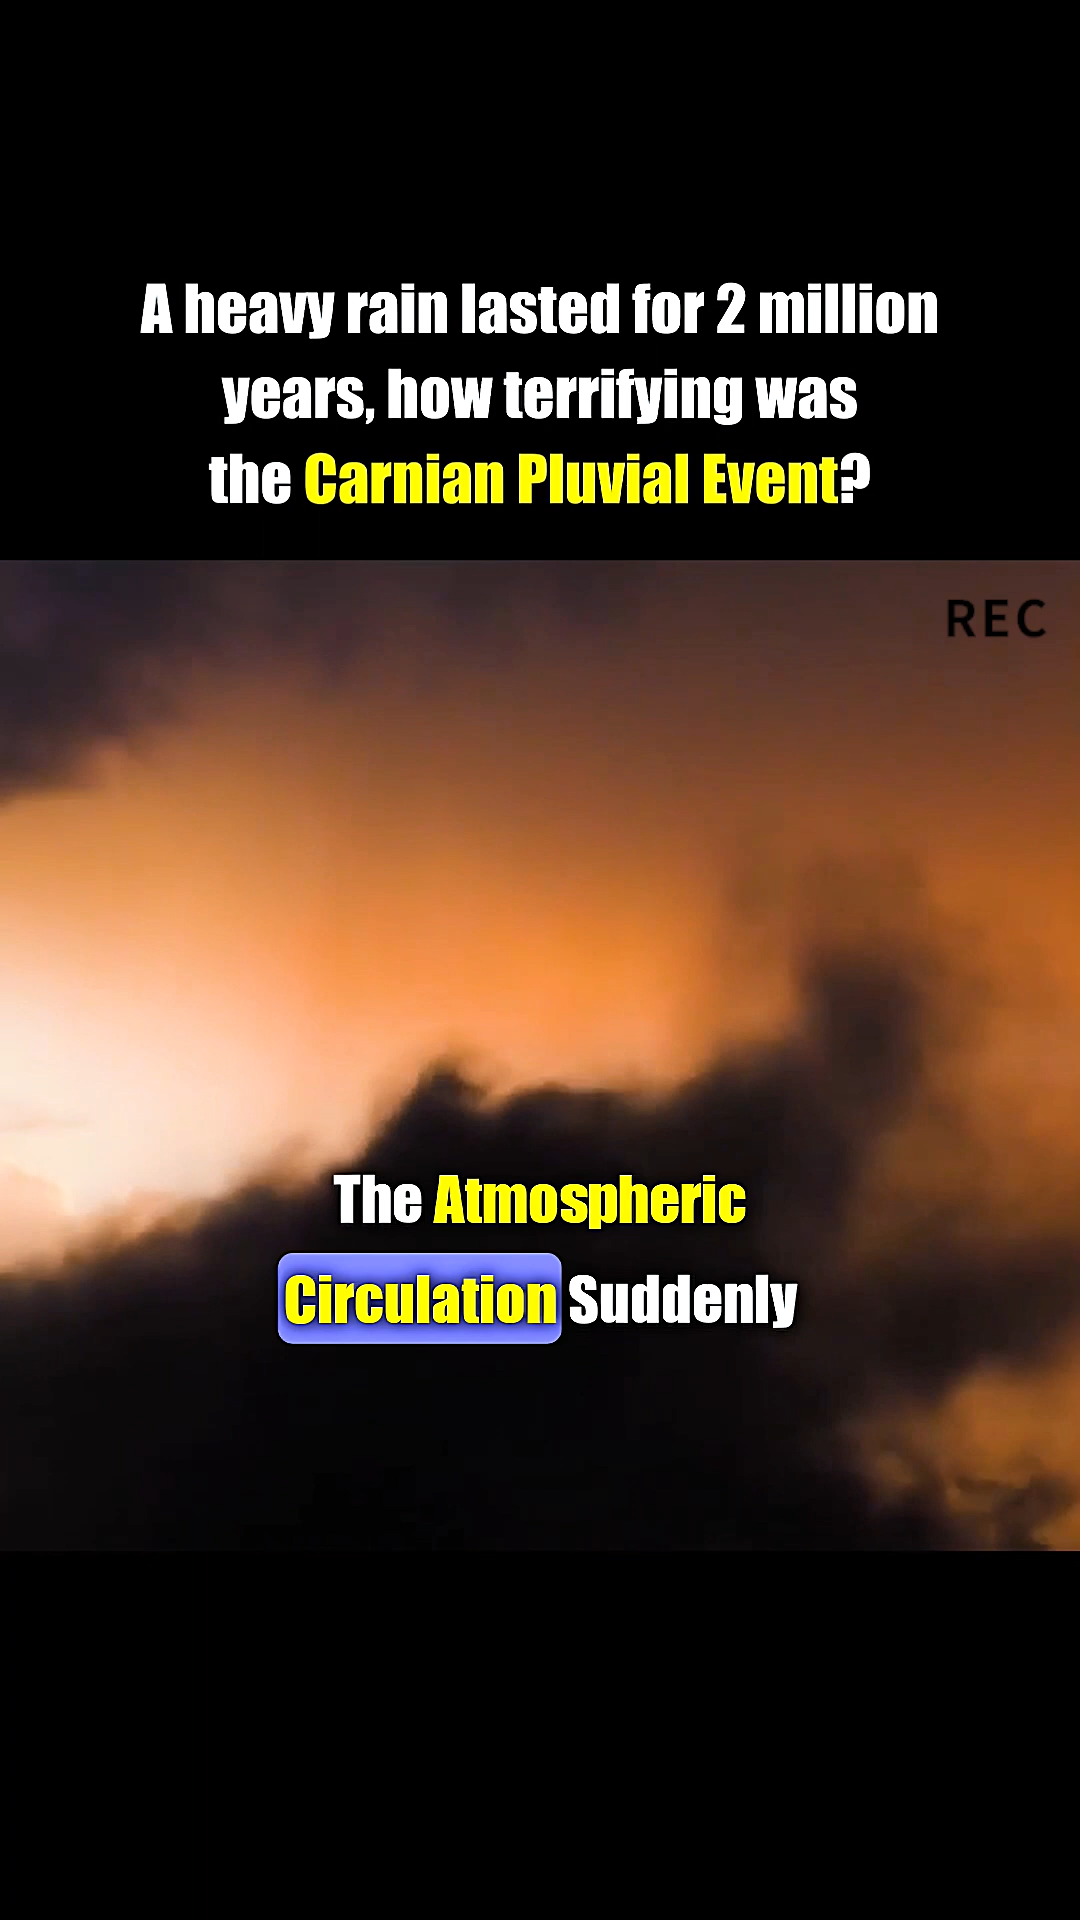 A heavy rain lasted for 2 million
years, how terrifying was
the Carnian Pluvial Event?
REC
The Atmospheric
Circulation Suddenly